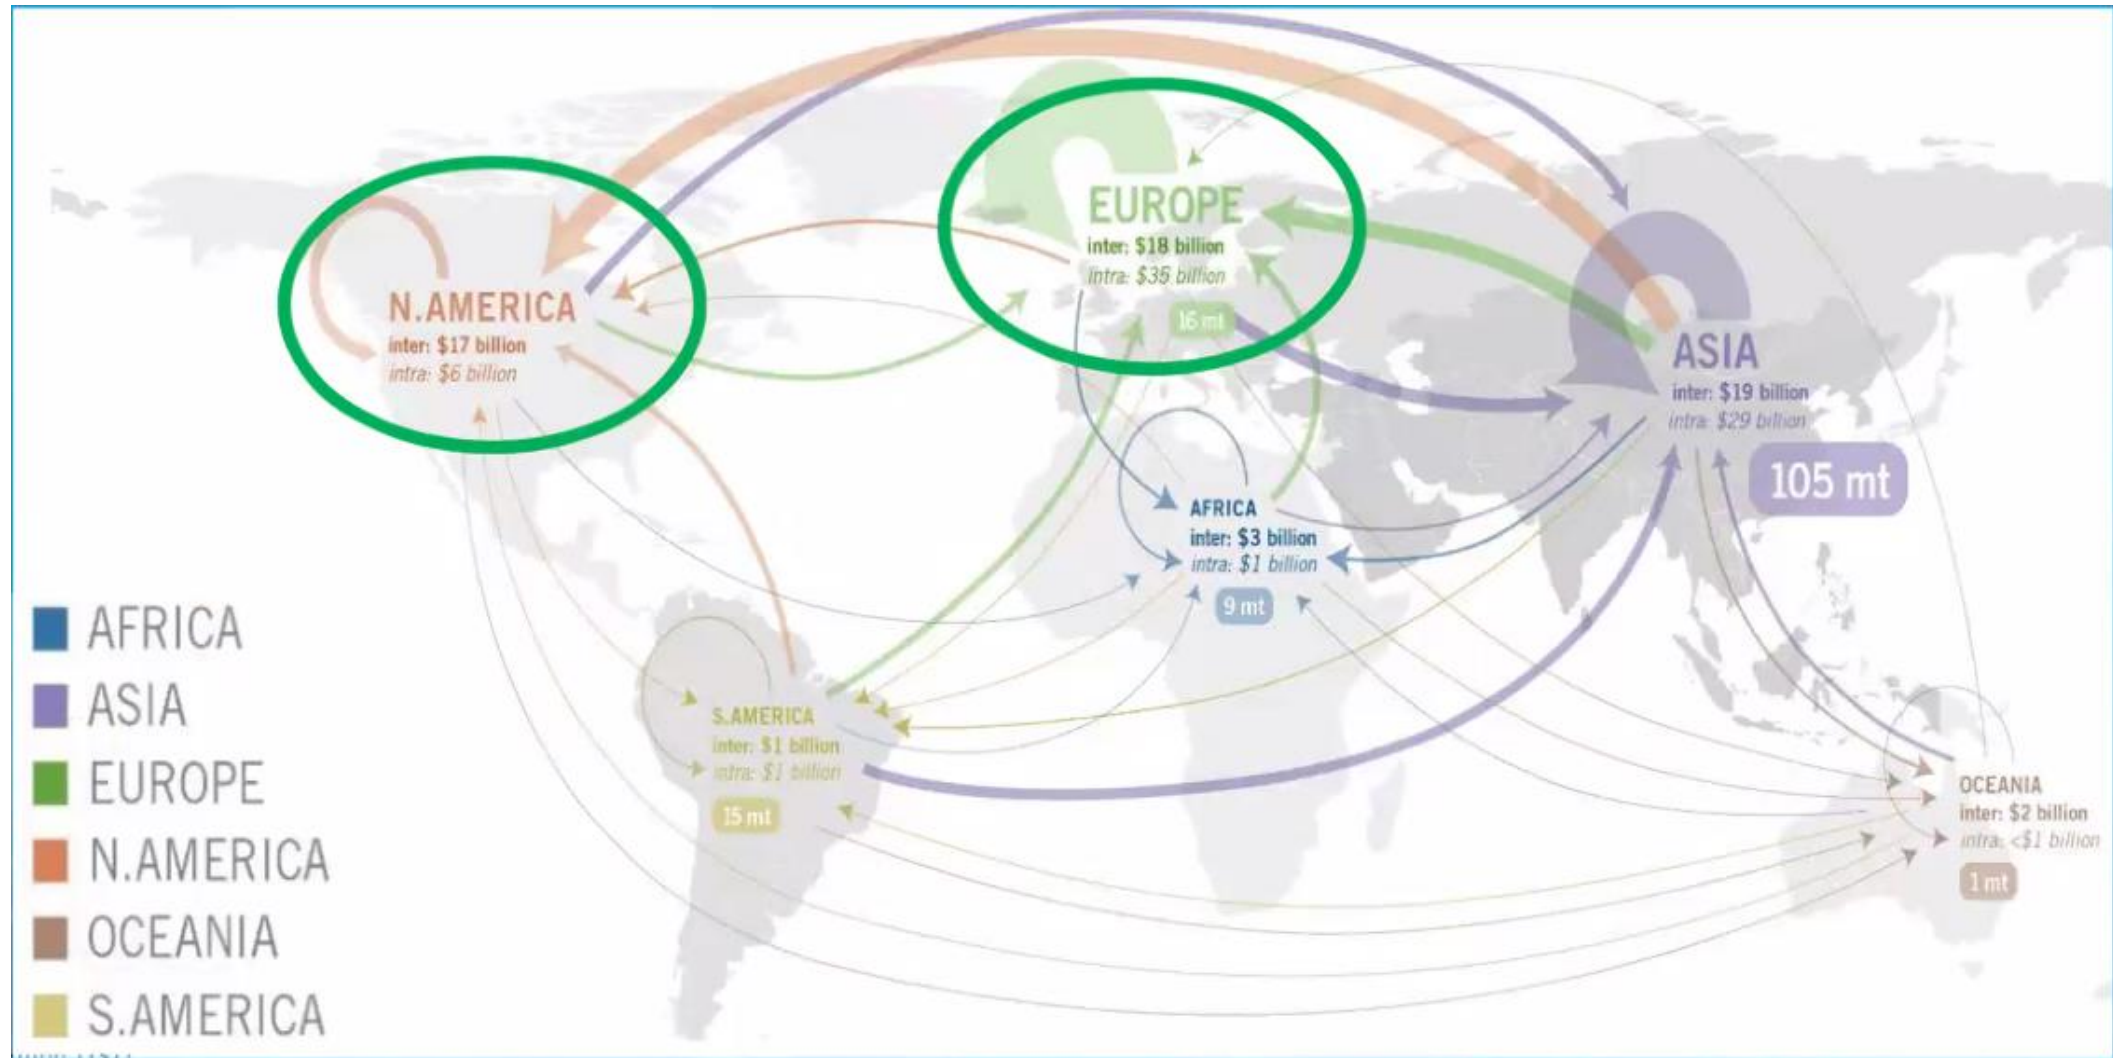 EUROPE
inter: $18 billion
intra: $35 billion
16 mt
N.AMERICA
inter: $17 billion
intra: $6 billion
ASIA
inter: $19 billion
intra: $29 billion
105 mt
AFRICA
inter: $3 billion
intra: $1 billion
9 mt
S.AMERICA
inter: $1 billion
intra: $1 billion
15 mt
OCEANIA
inter: $2 billion
intra: <$1 billion
1 mt
AFRICA
ASIA
EUROPE
N.AMERICA
OCEANIA
S.AMERICA